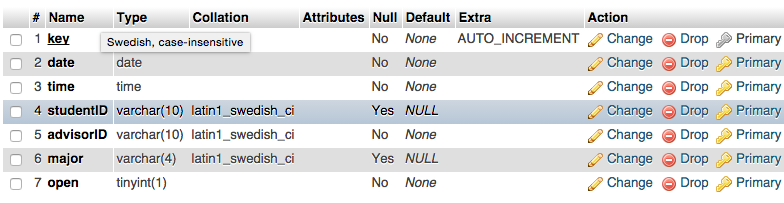 # Name Type Collation Attributes Null Default Extra Action
1 key No None AUTO_INCREMENT Change Drop Primary
Swedish, case-insensitive
2 date date No None Change Drop Primary
3 time time No None Change Drop Primary
4 studentID varchar(10) latin1_swedish_ci Yes NULL Change Drop Primary
5 advisorID varchar(10) latin1_swedish_ci No None Change Drop Primary
6 major varchar(4) latin1_swedish_ci Yes NULL Change Drop Primary
7 open tinyint(1) No None Change Drop Primary